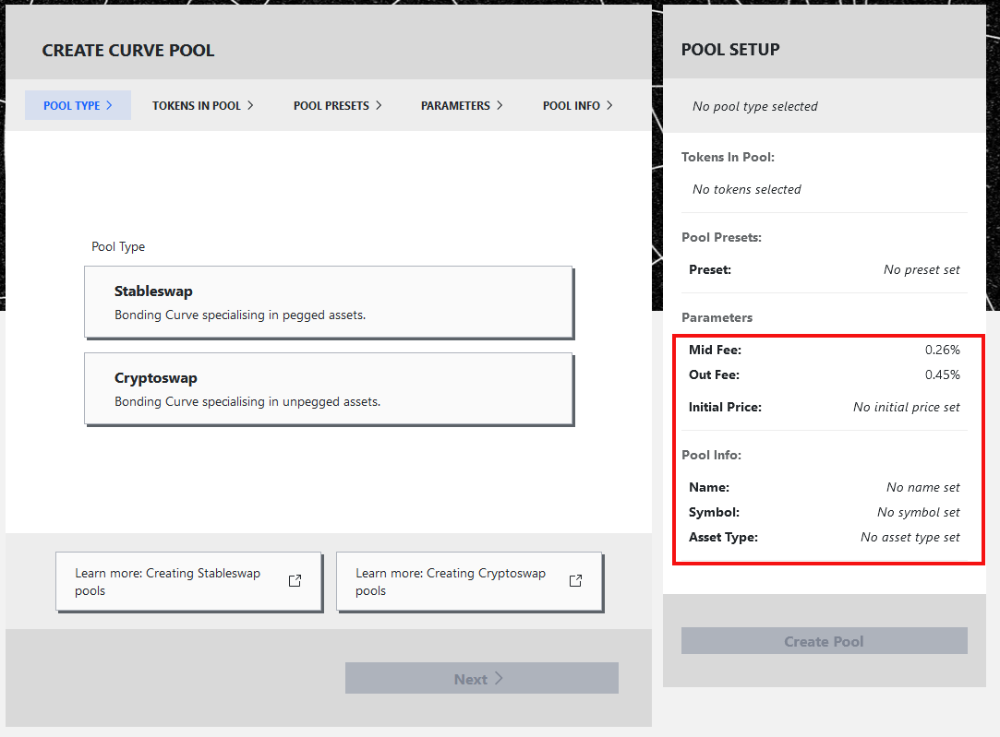 CREATE CURVE POOL
POOL TYPE
TOKENS IN POOL
POOL PRESETS
PARAMETERS
POOL INFO
Pool Type
Stableswap
Bonding Curve specialising in pegged assets.
Cryptoswap
Bonding Curve specialising in unpegged assets.
Learn more: Creating Stableswap
pools
Learn more: Creating Cryptoswap
pools
Next
POOL SETUP
No pool type selected
Tokens In Pool:
No tokens selected
Pool Presets:
Preset: No preset set
Parameters
Mid Fee: 0.26%
Out Fee: 0.45%
Initial Price: No initial price set
Pool Info:
Name: No name set
Symbol: No symbol set
Asset Type: No asset type set
Create Pool